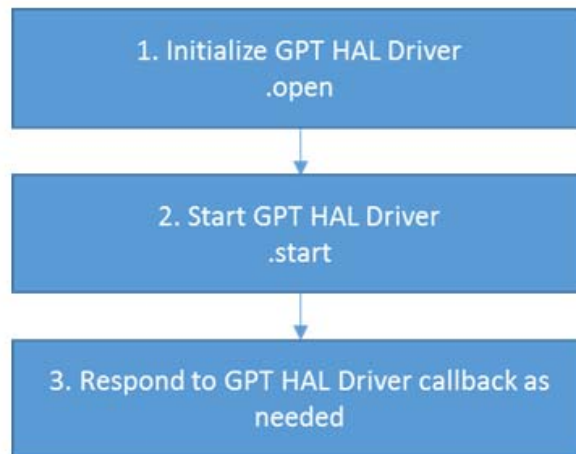 1. Initialize GPT HAL Driver
.open
2. Start GPT HAL Driver
.start
3. Respond to GPT HAL Driver callback as
needed